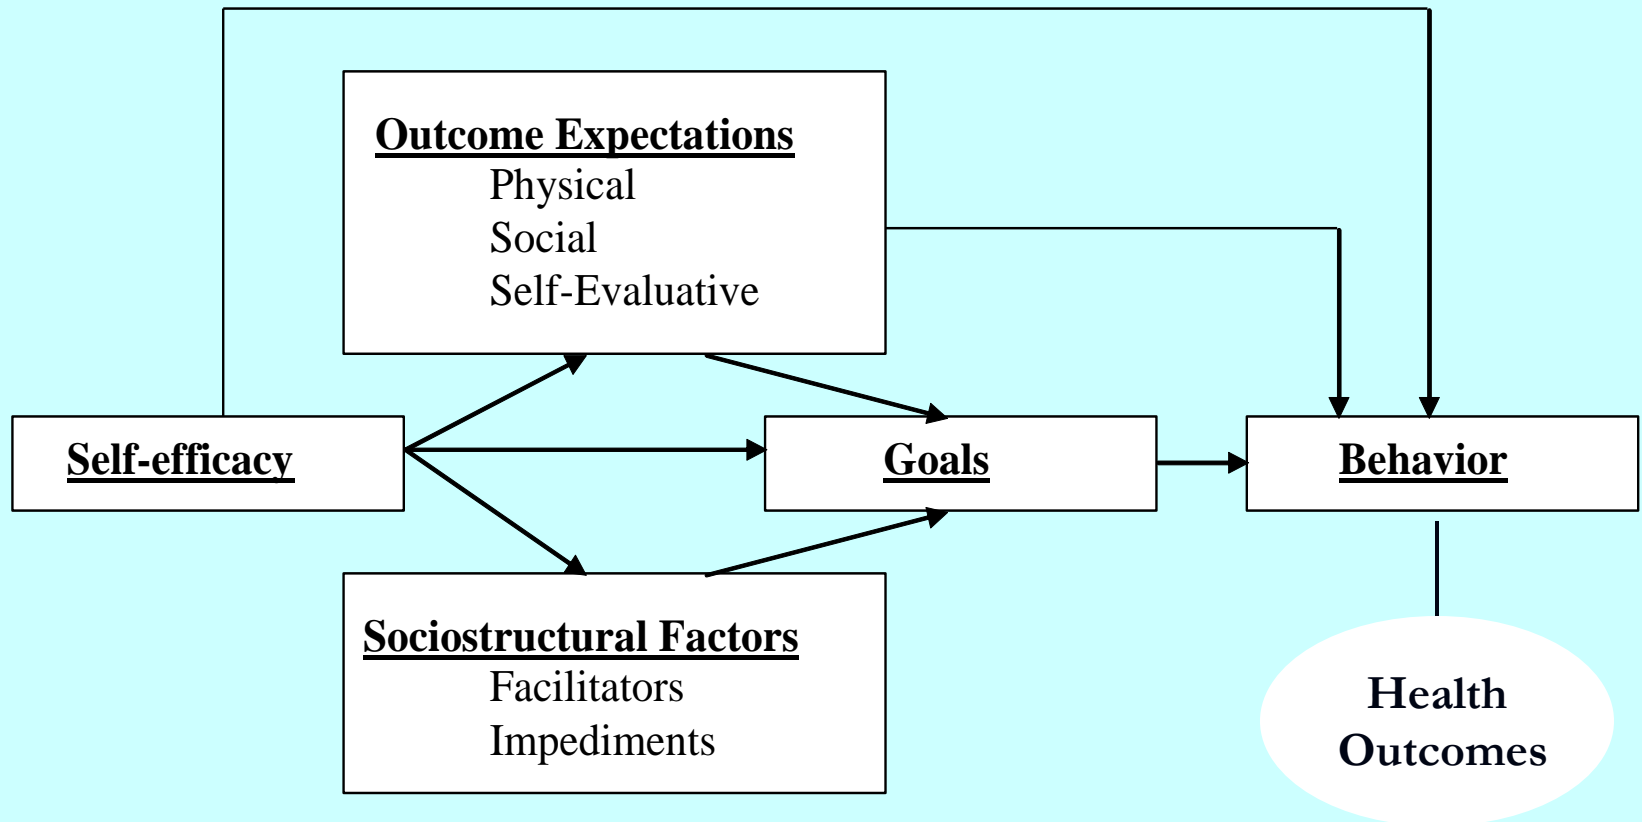 Outcome Expectations
Physical
Social
Self-Evaluative
Self-efficacy
Goals
Behavior
Sociostructural Factors
Facilitators
Impediments
Health
Outcomes